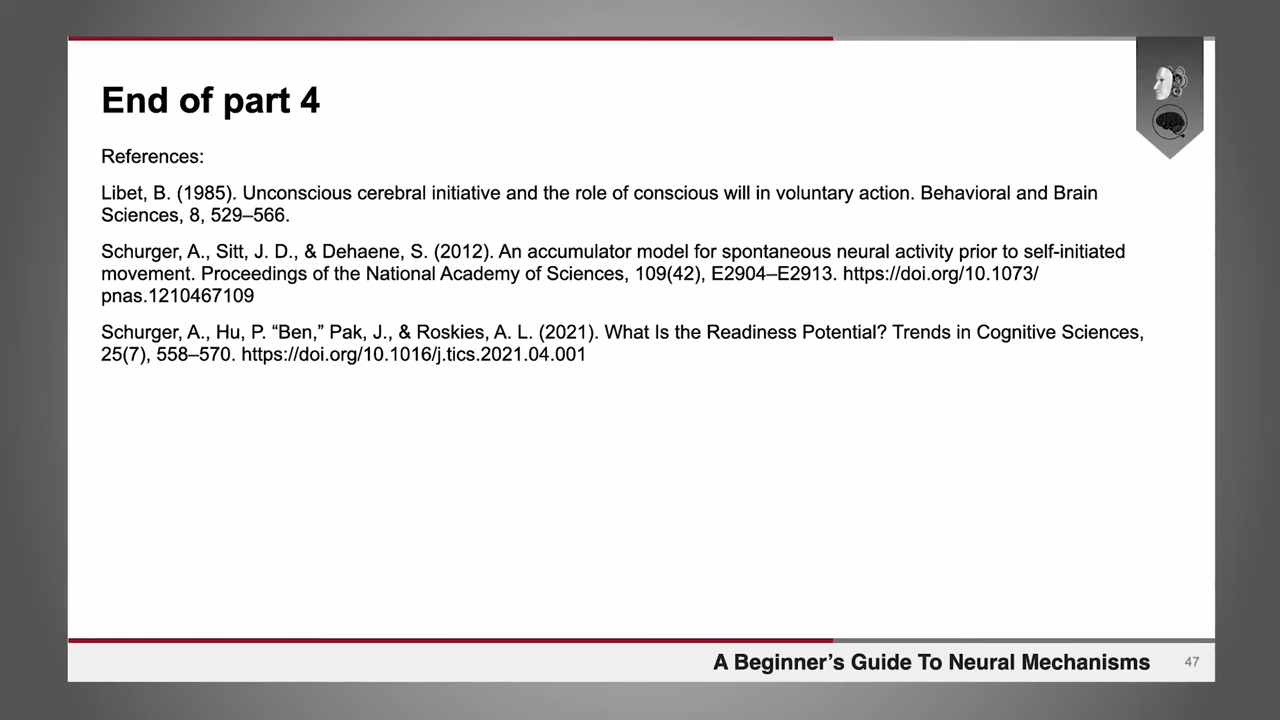 End of part 4
References:
Libet, B. (1985). Unconscious cerebral initiative and the role of conscious will in voluntary action. Behavioral and Brain
Sciences, 8, 529–566.
Schurger, A., Sitt, J. D., & Dehaene, S. (2012). An accumulator model for spontaneous neural activity prior to self-initiated
movement. Proceedings of the National Academy of Sciences, 109(42), E2904–E2913. https://doi.org/10.1073/
pnas.1210467109
Schurger, A., Hu, P. “Ben,” Pak, J., & Roskies, A. L. (2021). What Is the Readiness Potential? Trends in Cognitive Sciences,
25(7), 558–570. https://doi.org/10.1016/j.tics.2021.04.001
A Beginner’s Guide To Neural Mechanisms
47